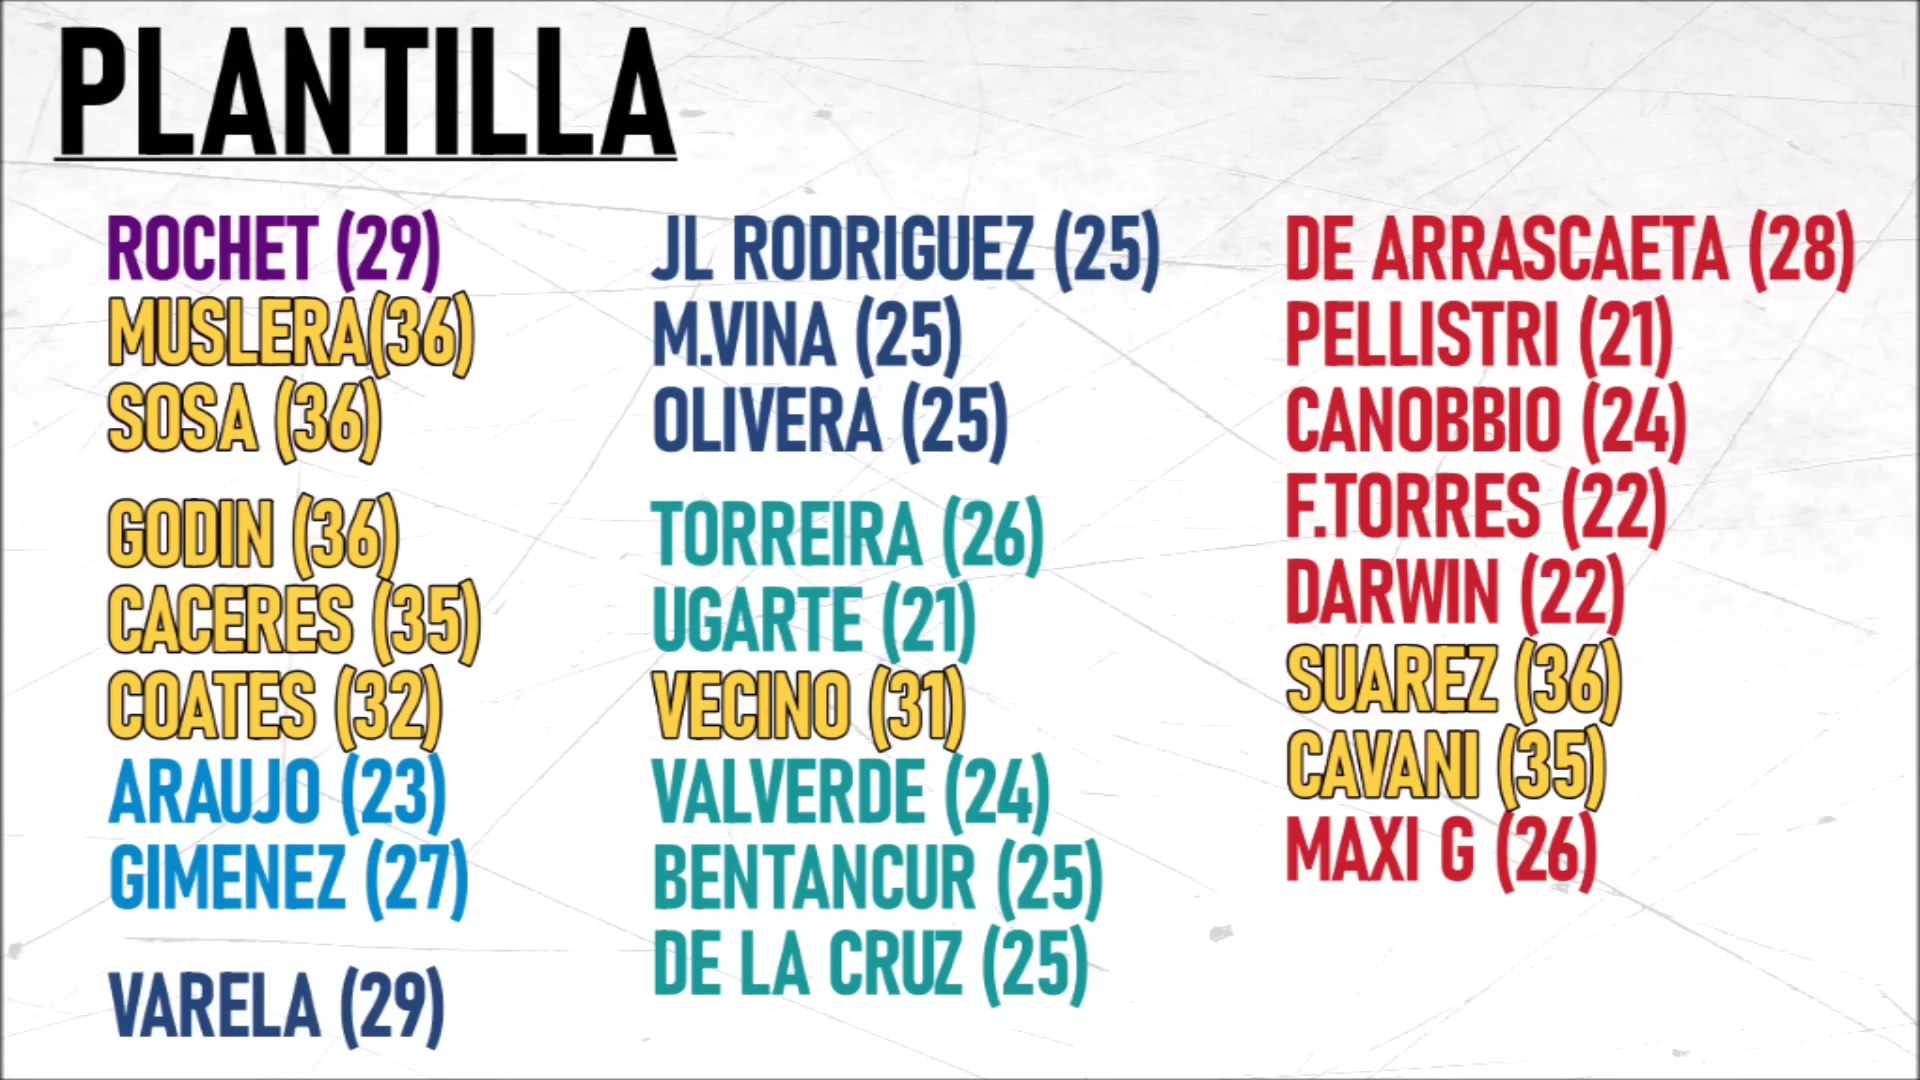 PLANTILLA
ROCHET (29)
MUSLERA(36)
SOSA (36)
GODIN (36)
CACERES (35)
COATES (32)
ARAUJO (23)
GIMENEZ (27)
VARELA (29)
JL RODRIGUEZ (25)
M.VINA (25)
OLIVERA (25)
TORREIRA (26)
UGARTE (21)
VECINO (31)
VALVERDE (24)
BENTANCUR (25)
DE LA CRUZ (25)
DE ARRASCAETA (28)
PELLISTRI (21)
CANOBBIO (24)
F.TORRES (22)
DARWIN (22)
SUAREZ (36)
CAVANI (35)
MAXI G (26)